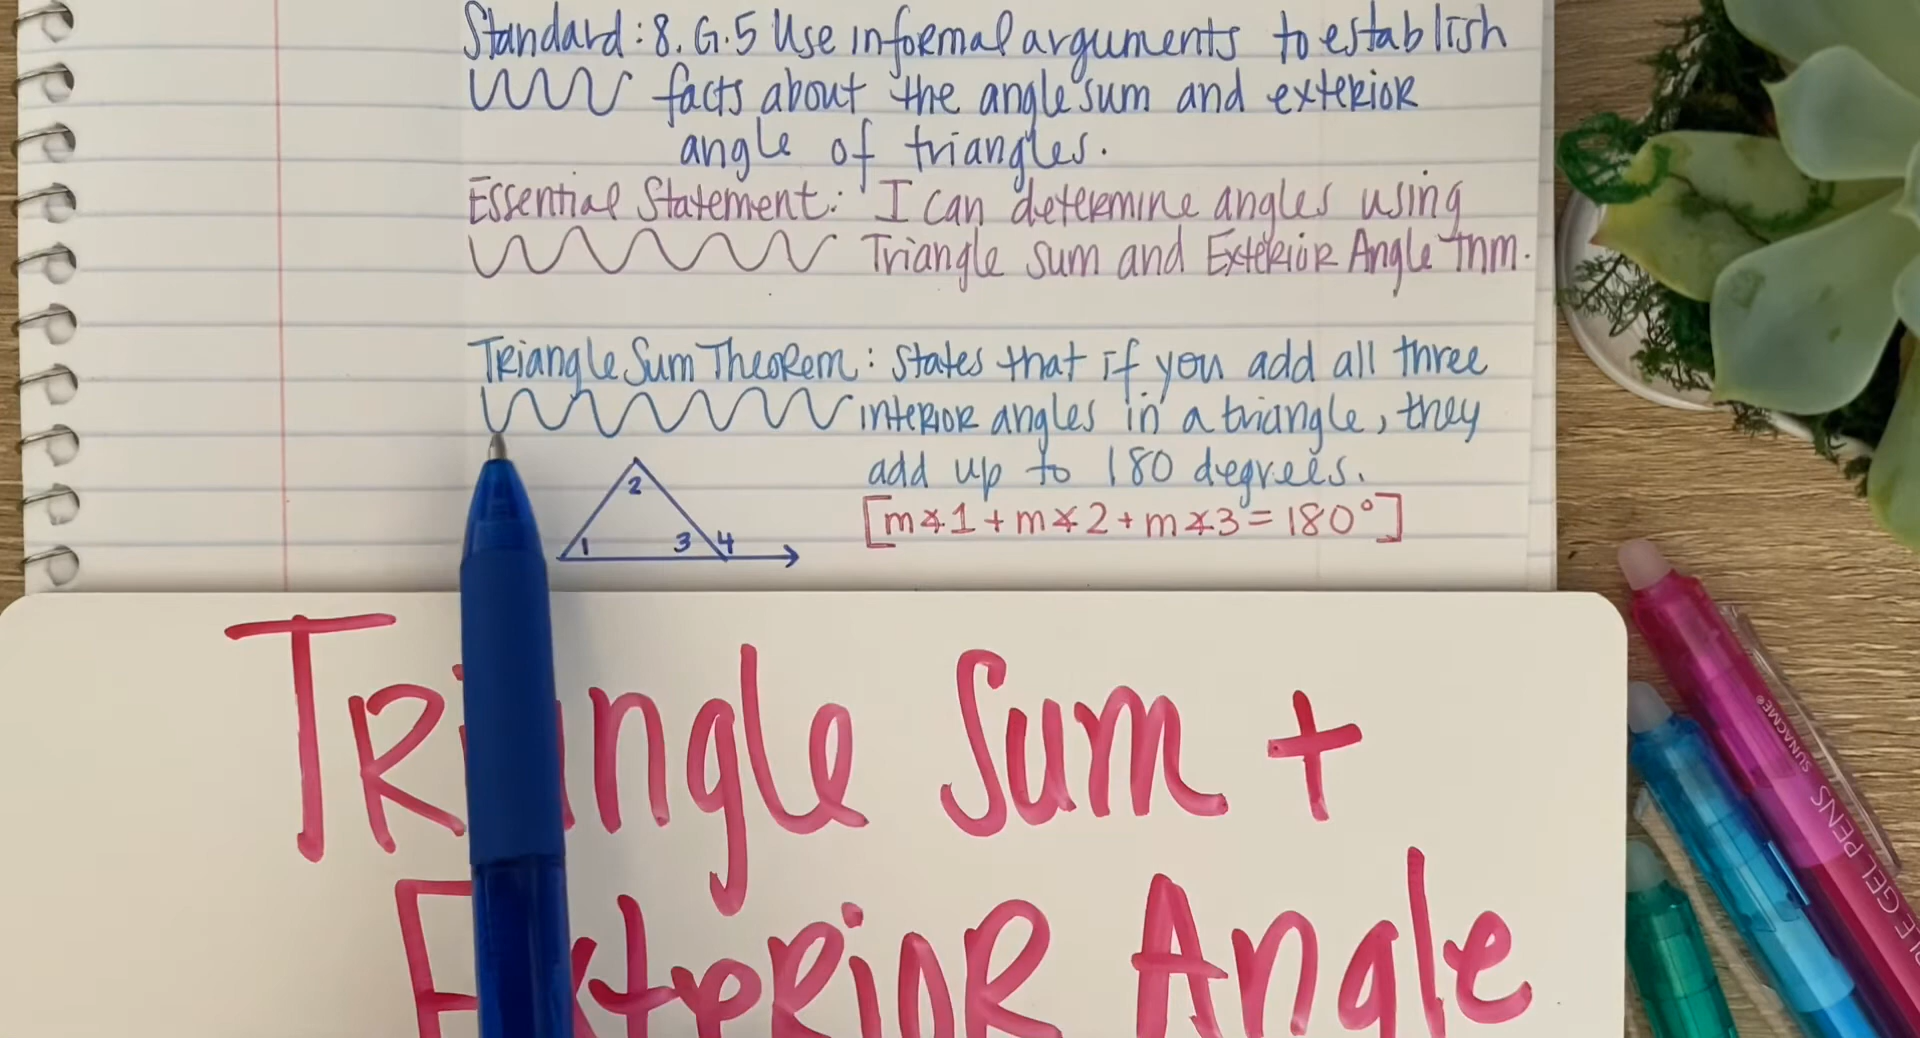 Standard: 8.G.5 Use informal arguments to establish
facts about the angle sum and exterior
angle of triangles.
Essential Statement: I can determine angles using
Triangle Sum and Exterior Angle Thm.
Triangle Sum Theorem: States that if you add all three
interior angles in a triangle, they
add up to 180 degrees.
[m∡1 + m∡2 + m∡3 = 180°]
2
1 3 4
Triangle Sum +
Exterior Angle
SUNACME®
GEL PENS